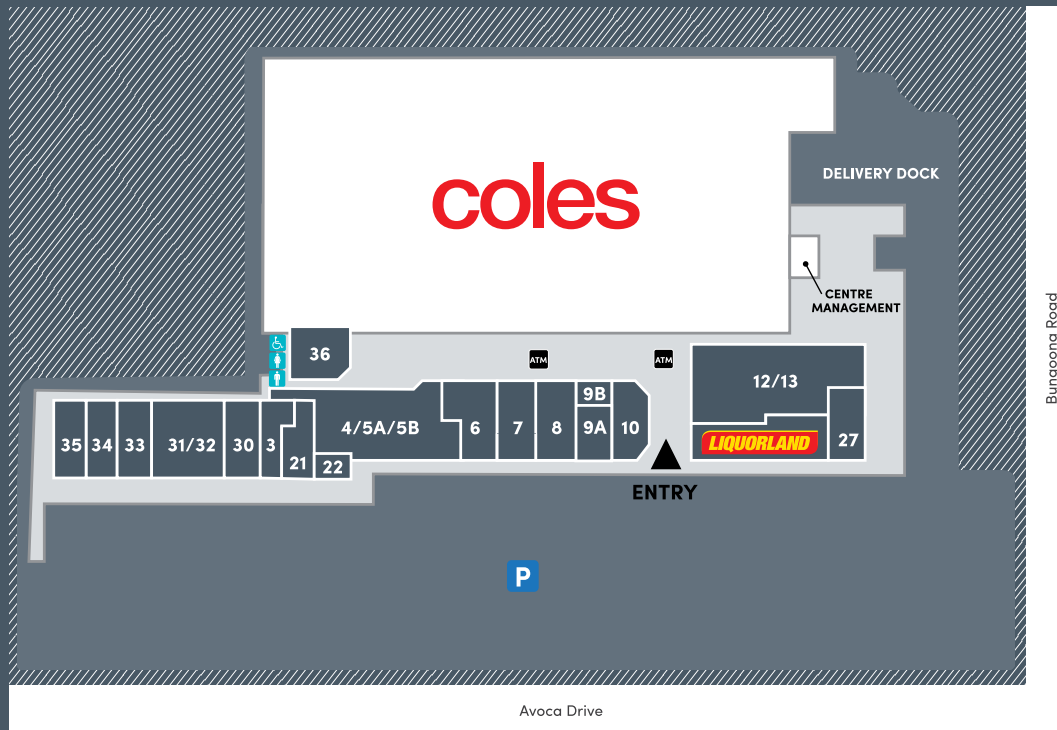 coles
DELIVERY DOCK
CENTRE
MANAGEMENT
Bungoona Road
36
ATM
ATM
12/13
35
34
33
31/32
30
3
21
22
4/5A/5B
6
7
8
9B
9A
10
LIQUORLAND
27
ENTRY
P
Avoca Drive